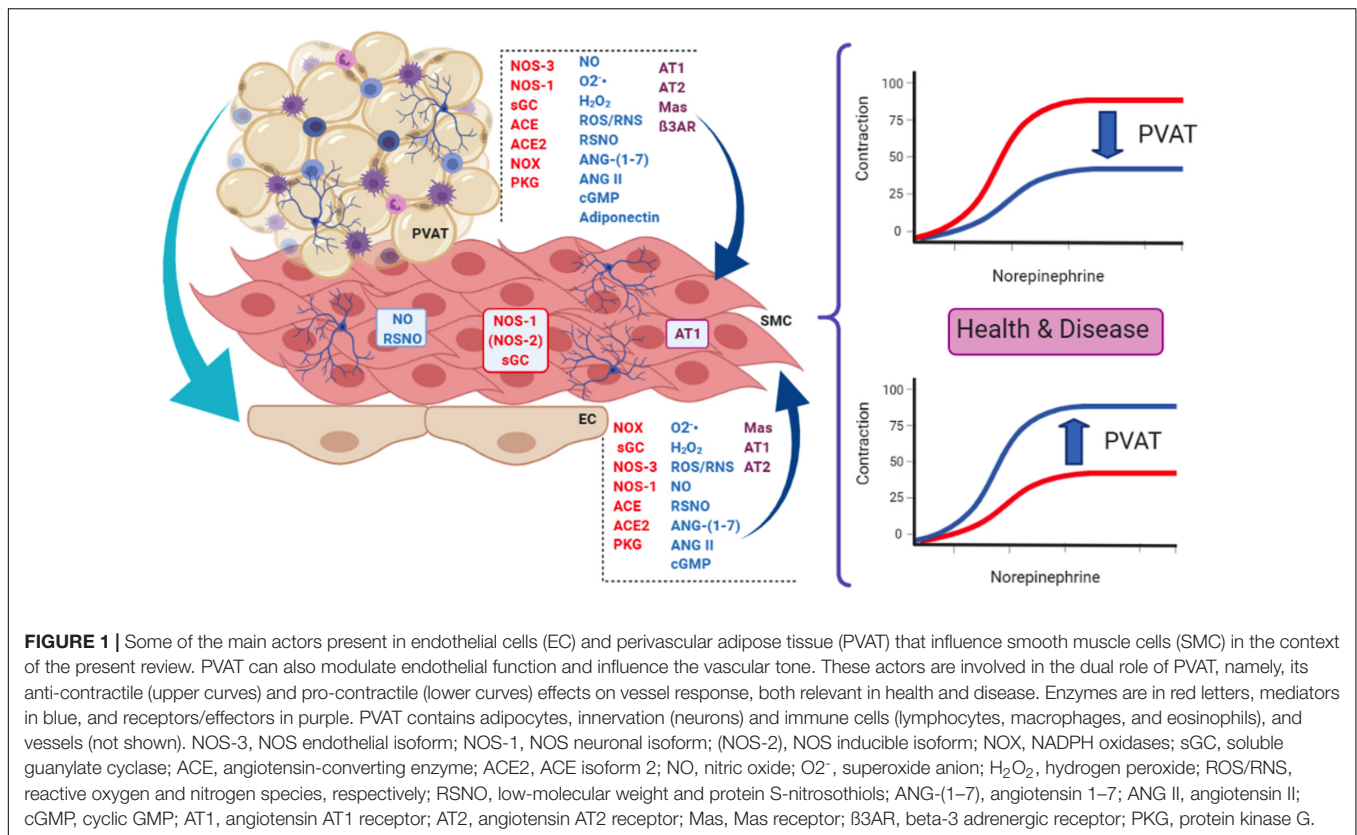 NOS-3
NOS-1
sGC
ACE
ACE2
NOX
PKG
NO
O2⁻•
H₂O₂
ROS/RNS
RSNO
ANG-(1-7)
ANG II
cGMP
Adiponectin
AT1
AT2
Mas
ß3AR
PVAT
NO
RSNO
NOS-1
(NOS-2)
sGC
AT1
SMC
EC
NOX
sGC
NOS-3
NOS-1
ACE
ACE2
PKG
O2⁻•
H₂O₂
ROS/RNS
NO
RSNO
ANG-(1-7)
ANG II
cGMP
Mas
AT1
AT2
100
75
50
25
0
Contraction
PVAT
Norepinephrine
Health & Disease
100
75
50
25
0
Contraction
PVAT
Norepinephrine
FIGURE 1 | Some of the main actors present in endothelial cells (EC) and perivascular adipose tissue (PVAT) that influence smooth muscle cells (SMC) in the context
of the present review. PVAT can also modulate endothelial function and influence the vascular tone. These actors are involved in the dual role of PVAT, namely, its
anti-contractile (upper curves) and pro-contractile (lower curves) effects on vessel response, both relevant in health and disease. Enzymes are in red letters, mediators
in blue, and receptors/effectors in purple. PVAT contains adipocytes, innervation (neurons) and immune cells (lymphocytes, macrophages, and eosinophils), and
vessels (not shown). NOS-3, NOS endothelial isoform; NOS-1, NOS neuronal isoform; (NOS-2), NOS inducible isoform; NOX, NADPH oxidases; sGC, soluble
guanylate cyclase; ACE, angiotensin-converting enzyme; ACE2, ACE isoform 2; NO, nitric oxide; O2⁻, superoxide anion; H₂O₂, hydrogen peroxide; ROS/RNS,
reactive oxygen and nitrogen species, respectively; RSNO, low-molecular weight and protein S-nitrosothiols; ANG-(1–7), angiotensin 1–7; ANG II, angiotensin II;
cGMP, cyclic GMP; AT1, angiotensin AT1 receptor; AT2, angiotensin AT2 receptor; Mas, Mas receptor; ß3AR, beta-3 adrenergic receptor; PKG, protein kinase G.